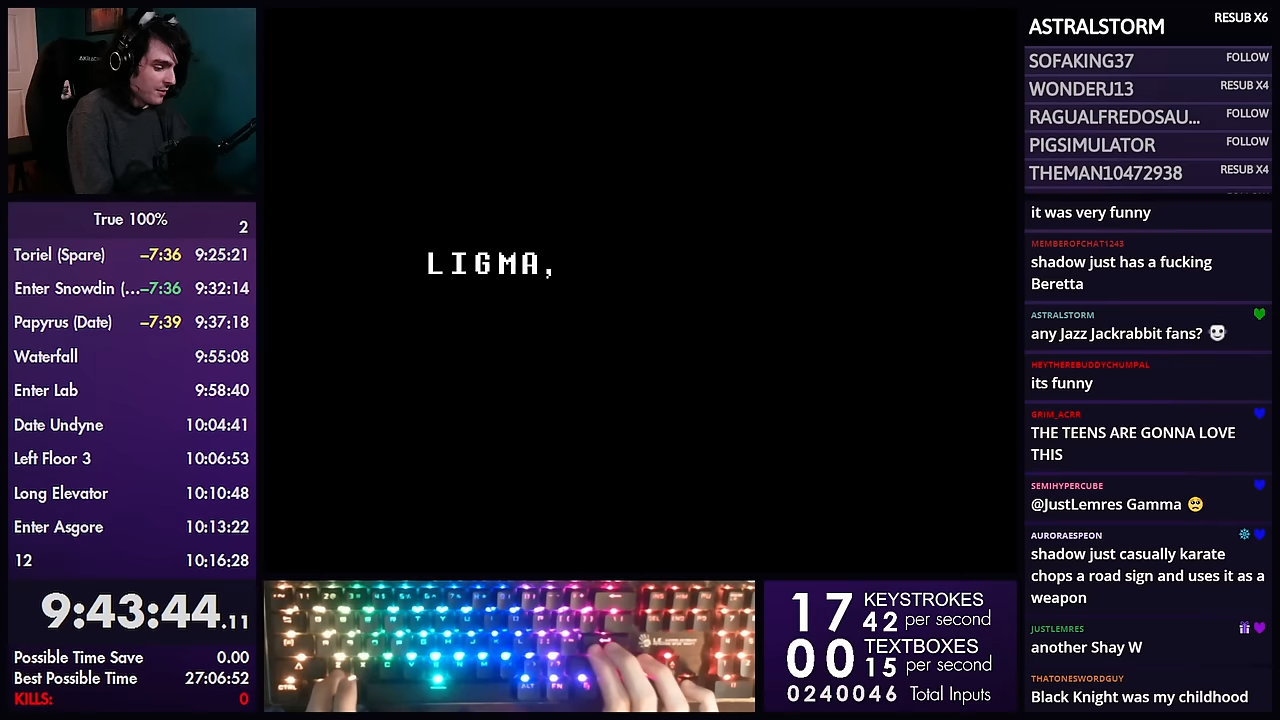 ASTRALSTORM RESUB X6
SOFAKING37 FOLLOW
WONDERJ13 RESUB X4
RAGUALFREDOSAU... FOLLOW
PIGSIMULATOR FOLLOW
THEMAN10472938 RESUB X4
True 100%
2
Toriel (Spare) −7:36 9:25:21
Enter Snowdin (... −7:36 9:32:14
Papyrus (Date) −7:39 9:37:18
Waterfall 9:55:08
Enter Lab 9:58:40
Date Undyne 10:04:41
Left Floor 3 10:06:53
Long Elevator 10:10:48
Enter Asgore 10:13:22
12 10:16:28
9:43:44.11
Possible Time Save 0.00
Best Possible Time 27:06:52
KILLS: 0
LIGMA,
17 42 KEYSTROKES per second
00 15 TEXTBOXES per second
0240046 Total Inputs
it was very funny
MEMBEROFCHAT1243
shadow just has a fucking
Beretta
ASTRALSTORM
any Jazz Jackrabbit fans?
HEYTHEREBUDDYCHUMPAL
its funny
GRIM_ACRR
THE TEENS ARE GONNA LOVE
THIS
SEMIHYPERCUBE
@JustLemres Gamma 🥺
AURORAESPEON
shadow just casually karate
chops a road sign and uses it as a
weapon
JUSTLEMRES
another Shay W
THATONESWORDGUY
Black Knight was my childhood